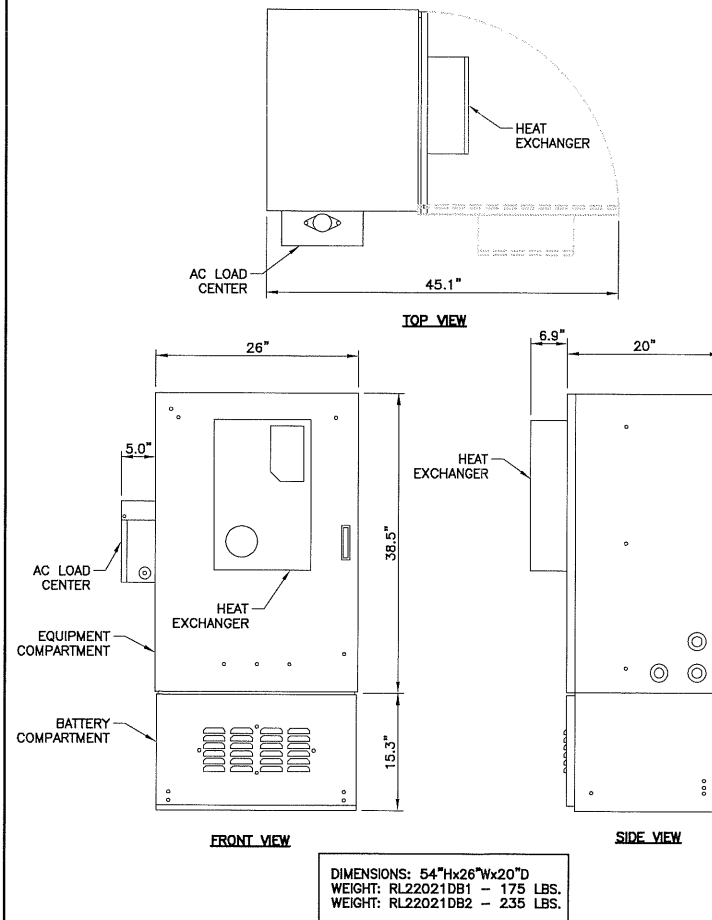 HEAT
EXCHANGER
AC LOAD
CENTER
45.1"
TOP VIEW
26"
6.9"
20"
5.0"
HEAT
EXCHANGER
38.5"
AC LOAD
CENTER
HEAT
EXCHANGER
EQUIPMENT
COMPARTMENT
BATTERY
COMPARTMENT
15.3"
FRONT VIEW
SIDE VIEW
DIMENSIONS: 54"Hx26"Wx20"D
WEIGHT: RL22021DB1 – 175 LBS.
WEIGHT: RL22021DB2 – 235 LBS.